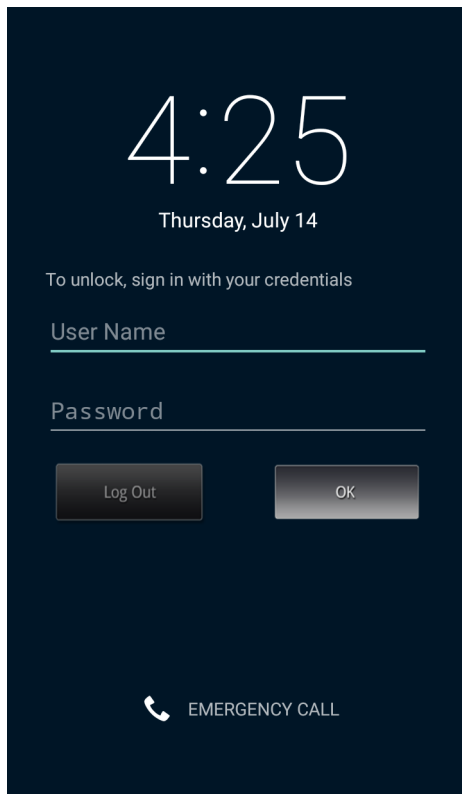 4:25
Thursday, July 14
To unlock, sign in with your credentials
User Name
Password
Log Out OK
EMERGENCY CALL